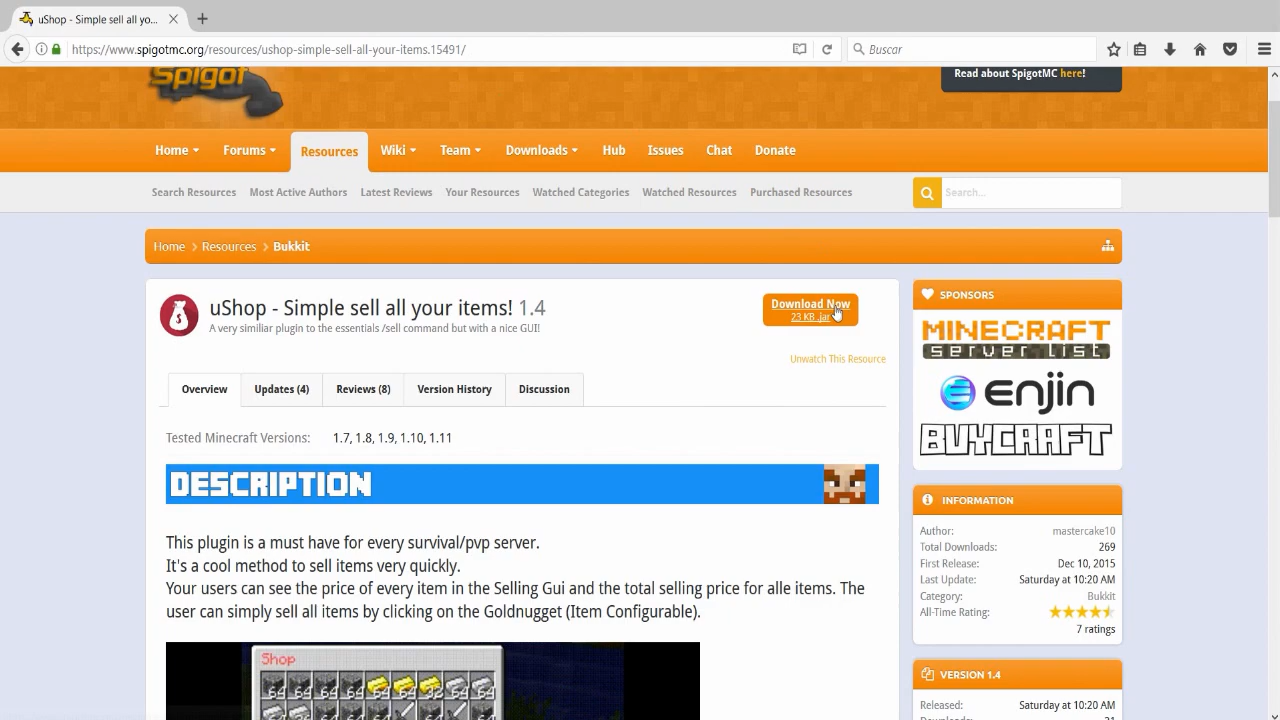 uShop - Simple sell all yo...
https://www.spigotmc.org/resources/ushop-simple-sell-all-your-items.15491/
Buscar
Spigot
Read about SpigotMC here!
Home Forums Resources Wiki Team Downloads Hub Issues Chat Donate
Search Resources Most Active Authors Latest Reviews Your Resources Watched Categories Watched Resources Purchased Resources
Search...
Home Resources Bukkit
uShop - Simple sell all your items! 1.4
A very similiar plugin to the essentials /sell command but with a nice GUI!
Download Now
23 KB .jar
Unwatch This Resource
Overview Updates (4) Reviews (8) Version History Discussion
Tested Minecraft Versions: 1.7, 1.8, 1.9, 1.10, 1.11
DESCRIPTION
This plugin is a must have for every survival/pvp server.
It's a cool method to sell items very quickly.
Your users can see the price of every item in the Selling Gui and the total selling price for alle items. The
user can simply sell all items by clicking on the Goldnugget (Item Configurable).
Shop
64 64 64 64 64 64 64 64
SPONSORS
MINECRAFT
SERVER LIST
enjin
BUYCRAFT
INFORMATION
Author: mastercake10
Total Downloads: 269
First Release: Dec 10, 2015
Last Update: Saturday at 10:20 AM
Category: Bukkit
All-Time Rating:
7 ratings
VERSION 1.4
Released: Saturday at 10:20 AM